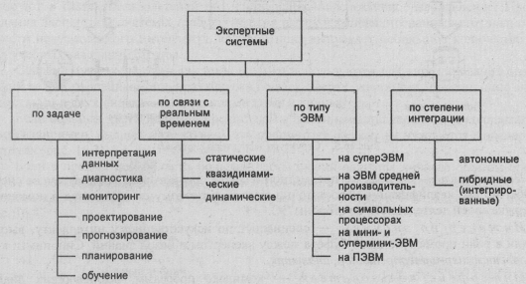 Экспертные
системы
по задаче
интерпретация
данных
диагностика
мониторинг
проектирование
прогнозирование
планирование
обучение
по связи с
реальным
временем
статические
квазидинами-
ческие
динамические
по типу
ЭВМ
на суперЭВМ
на ЭВМ средней
производитель-
ности
на символьных
процессорах
на мини- и
супермини-ЭВМ
на ПЭВМ
по степени
интеграции
автономные
гибридные
(интегриро-
ванные)